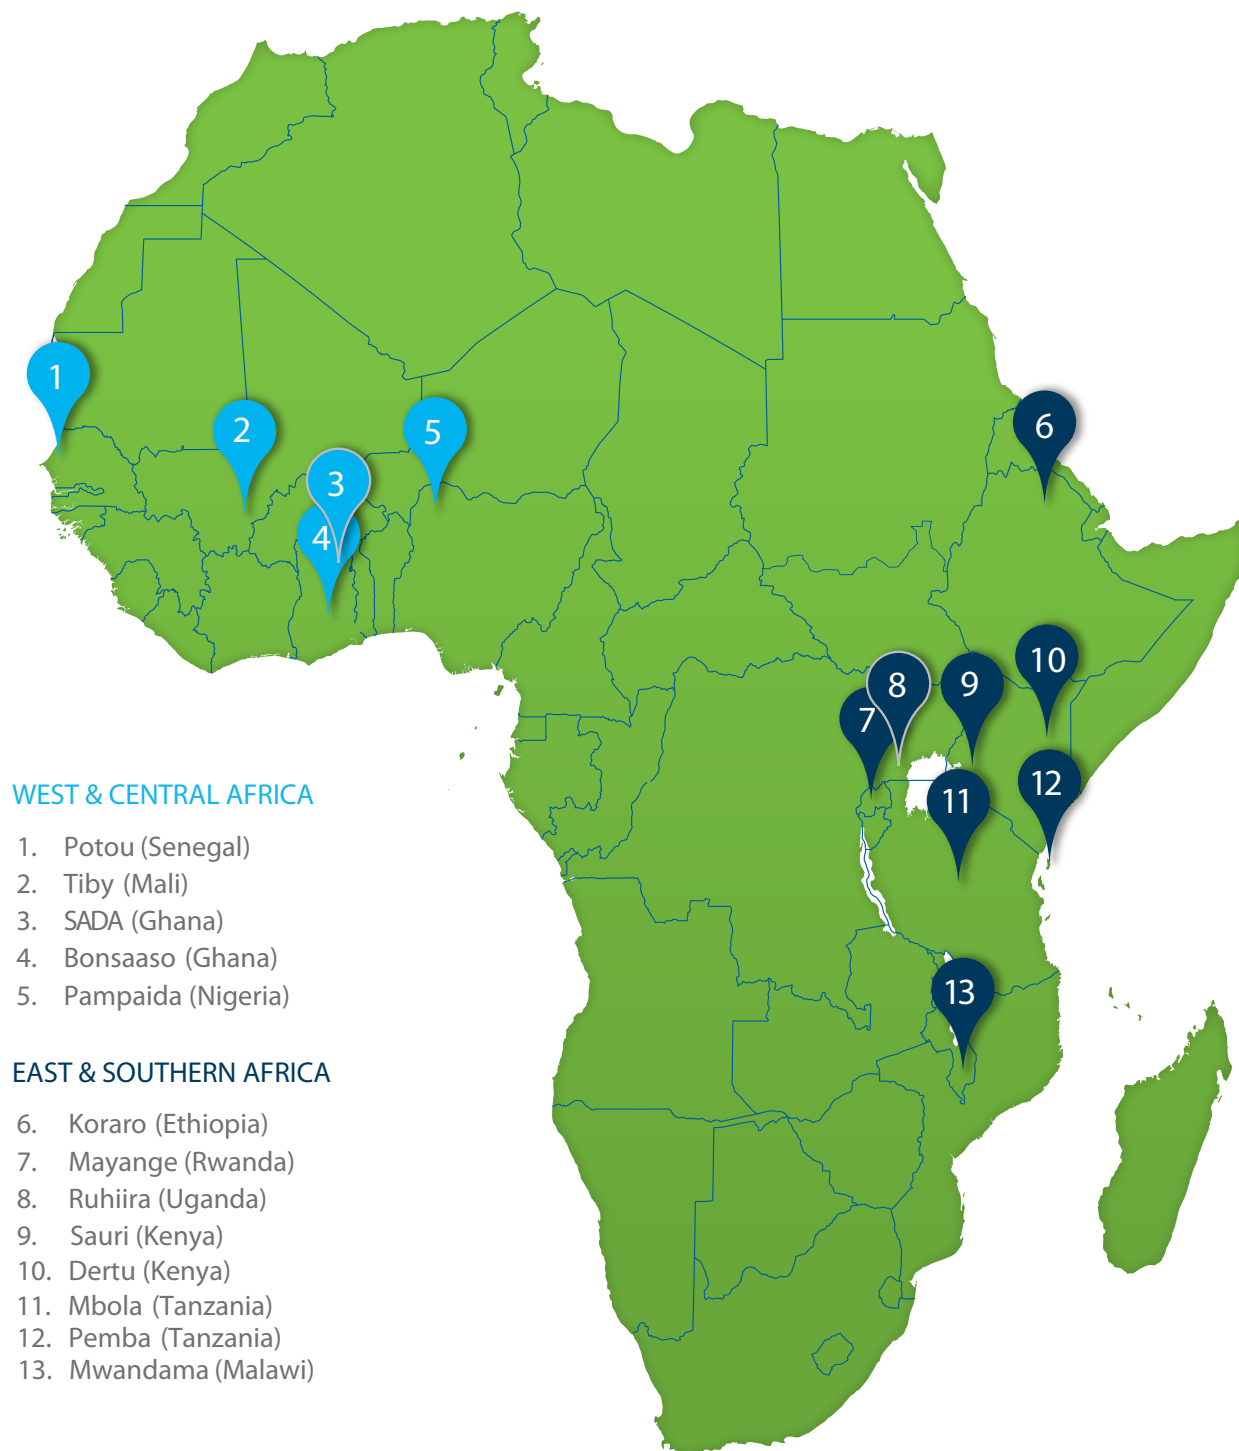 1
2
5
3
4
6
10
9
8
7
12
11
13
WEST & CENTRAL AFRICA
1. Potou (Senegal)
2. Tiby (Mali)
3. SADA (Ghana)
4. Bonsaaso (Ghana)
5. Pampaida (Nigeria)
EAST & SOUTHERN AFRICA
6. Koraro (Ethiopia)
7. Mayange (Rwanda)
8. Ruhiira (Uganda)
9. Sauri (Kenya)
10. Dertu (Kenya)
11. Mbola (Tanzania)
12. Pemba (Tanzania)
13. Mwandama (Malawi)